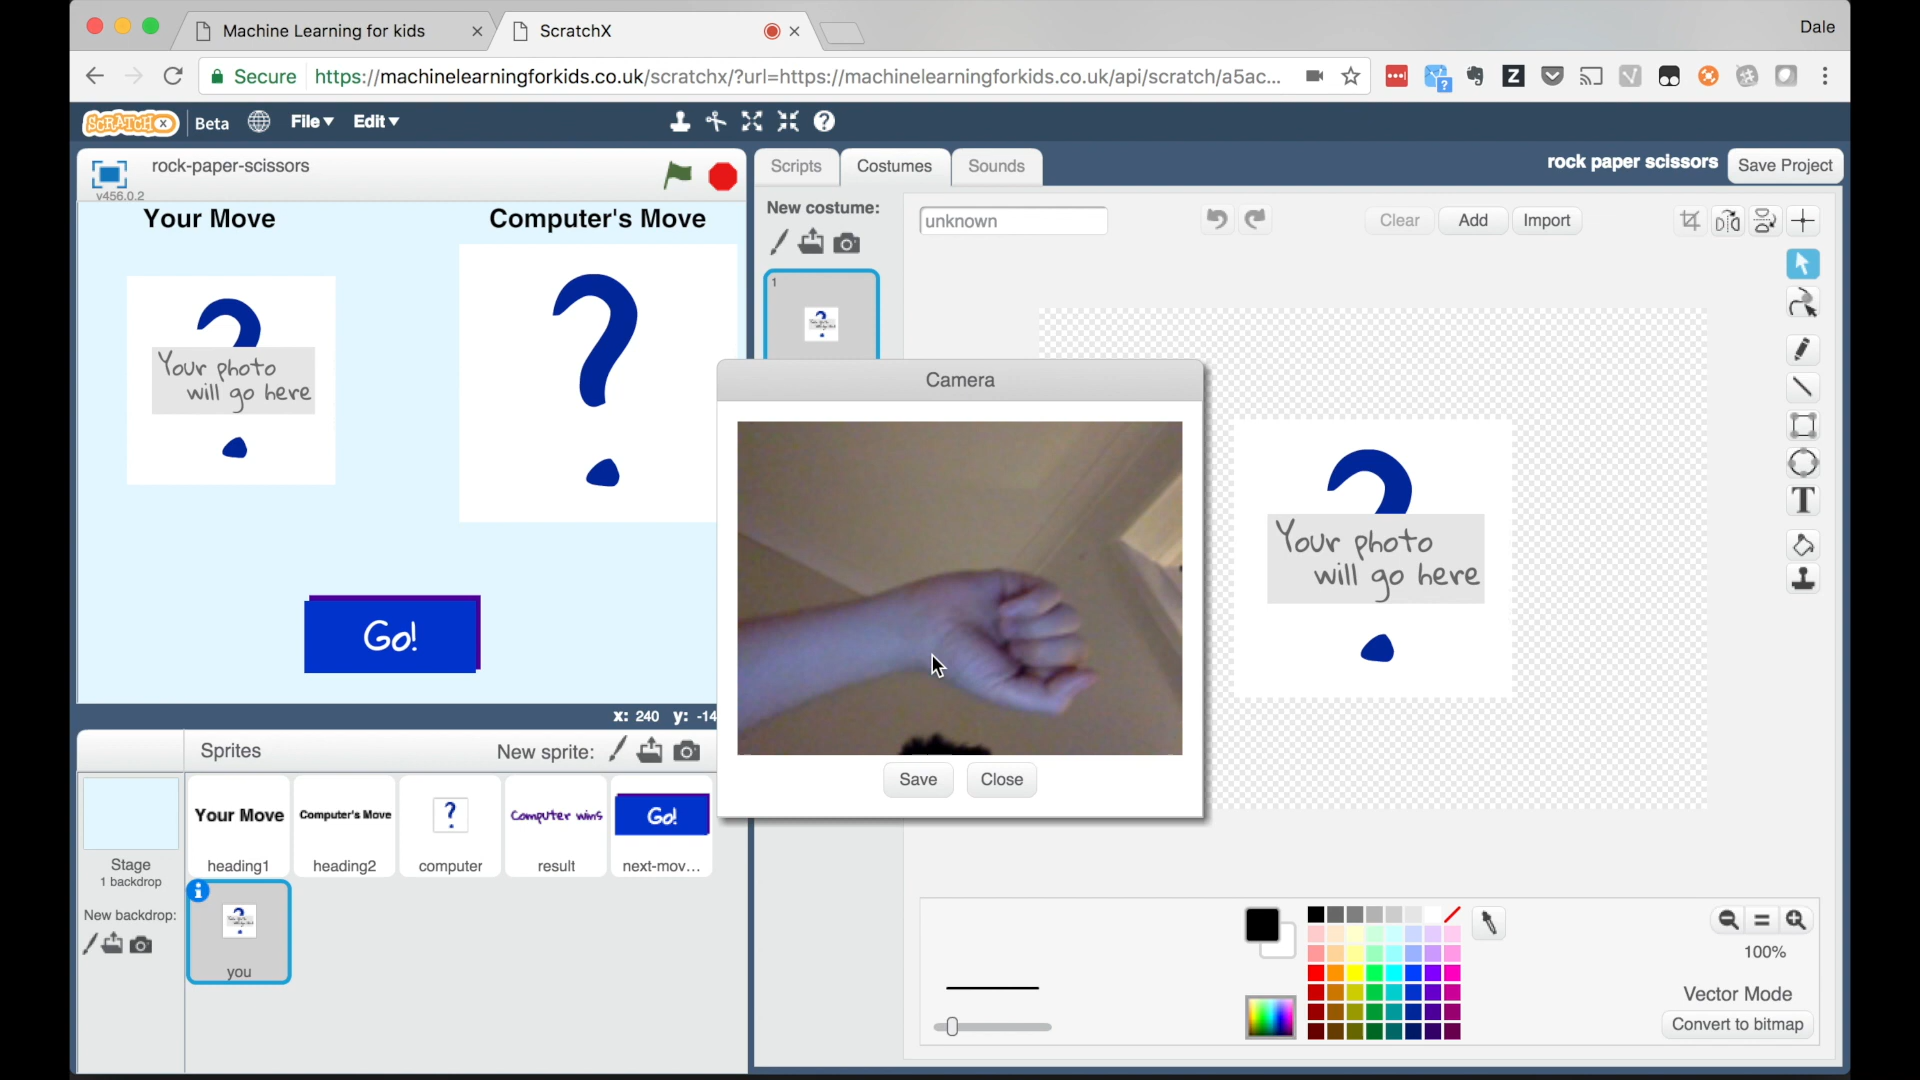 Machine Learning for kids
ScratchX
Dale
Secure https://machinelearningforkids.co.uk/scratchx/?url=https://machinelearningforkids.co.uk/api/scratch/a5ac...
SCRATCHX
Beta
File
Edit
rock-paper-scissors
v456.0.2
Scripts
Costumes
Sounds
rock paper scissors
Save Project
Your Move
Computer's Move
New costume:
unknown
Clear
Add
Import
1
Your photo
will go here
Camera
Your photo
will go here
Go!
x: 240 y: -14
Save
Close
Sprites
New sprite:
Your Move
Computer's Move
?
Computer wins
Go!
Stage
1 backdrop
heading1
heading2
computer
result
next-mov...
New backdrop:
you
100%
Vector Mode
Convert to bitmap